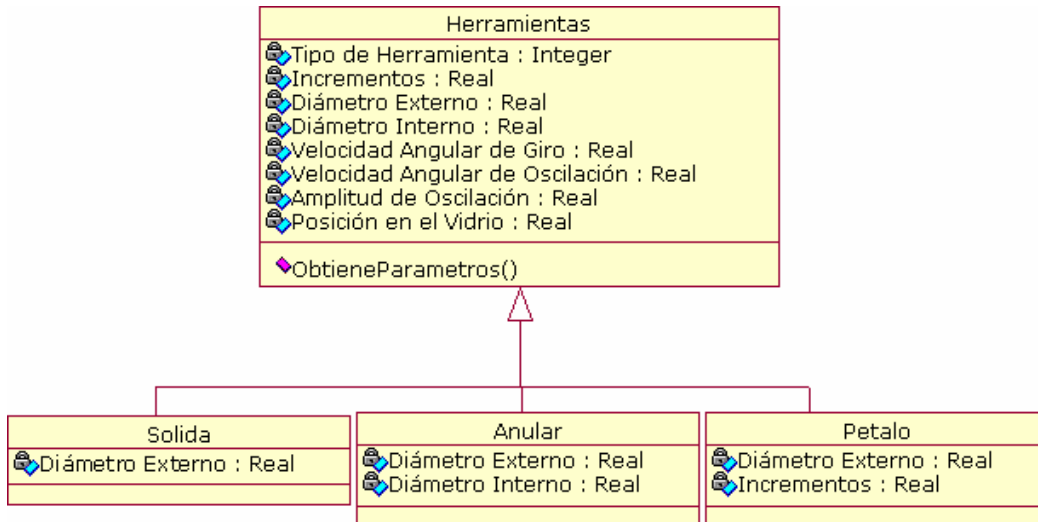 Herramientas
Tipo de Herramienta : Integer
Incrementos : Real
Diámetro Externo : Real
Diámetro Interno : Real
Velocidad Angular de Giro : Real
Velocidad Angular de Oscilación : Real
Amplitud de Oscilación : Real
Posición en el Vidrio : Real
ObtieneParametros()
Solida
Diámetro Externo : Real
Anular
Diámetro Externo : Real
Diámetro Interno : Real
Petalo
Diámetro Externo : Real
Incrementos : Real